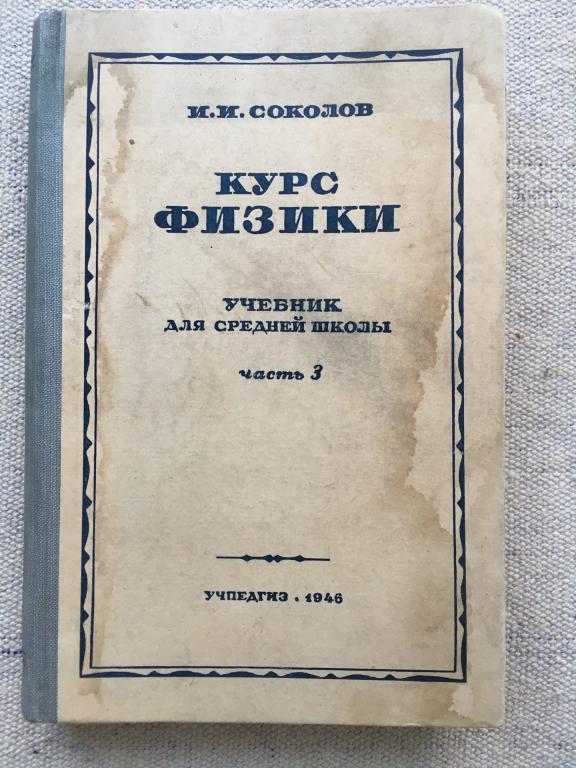 И.И.СОКОЛОВ
КУРС
ФИЗИКИ
УЧЕБНИК
ДЛЯ СРЕДНЕЙ ШКОЛЫ
часть 3
УЧПЕДГИЗ • 1946